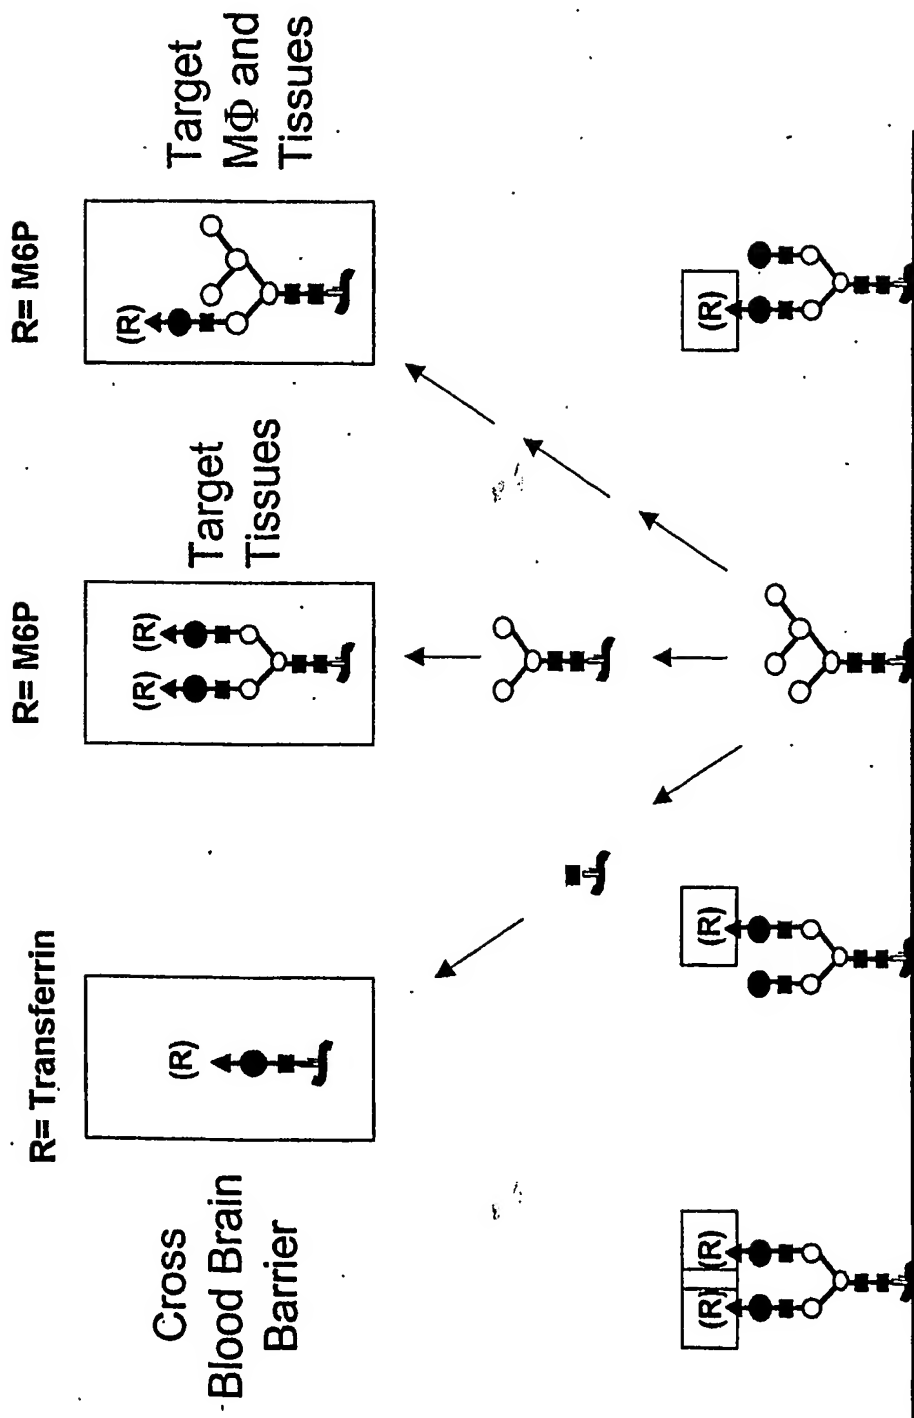 R= Transferrin
R= M6P
R= M6P
Cross
Blood Brain
Barrier
(R)
(R) (R)
Target
Tissues
(R)
Target
MΦ and
Tissues
(R) (R)
(R)
(R)